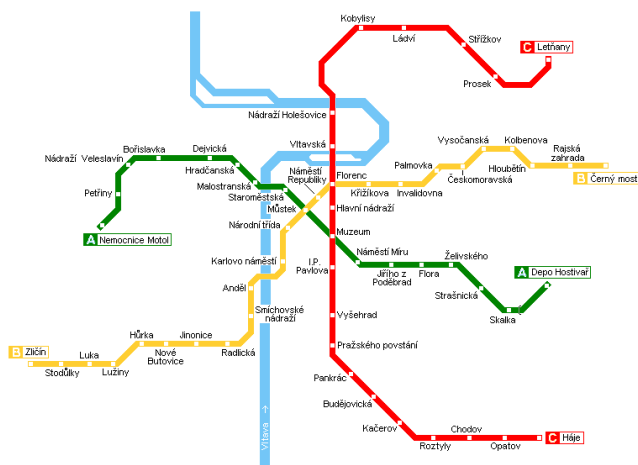 Kobylisy
Ládví
Střížkov
C Letňany
Prosek
Nádraží Holešovice
Vltavská
Vysočanská
Kolbenova
Rajská
zahrada
Hloubětín
B Černý most
Palmovka
Českomoravská
Nádraží Veleslavín
Bořislavka
Dejvická
Hradčanská
Malostranská
Staroměstská
Můstek
Náměstí
Republiky
Florenc
Křižíkova
Invalidovna
Petřiny
A Nemocnice Motol
Národní třída
Hlavní nádraží
Muzeum
Karlovo náměstí
I.P.
Pavlova
Náměstí Míru
Jiřího z
Poděbrad
Flora
Želivského
Strašnická
Skalka
A Depo Hostivař
Anděl
Smíchovské
nádraží
Vyšehrad
Pražského povstání
B Zličín
Stodůlky
Luka
Lužiny
Hůrka
Nové
Butovice
Jinonice
Radlická
Pankrác
Budějovická
Kačerov
Roztyly
Chodov
Opatov
C Háje
Vltava →